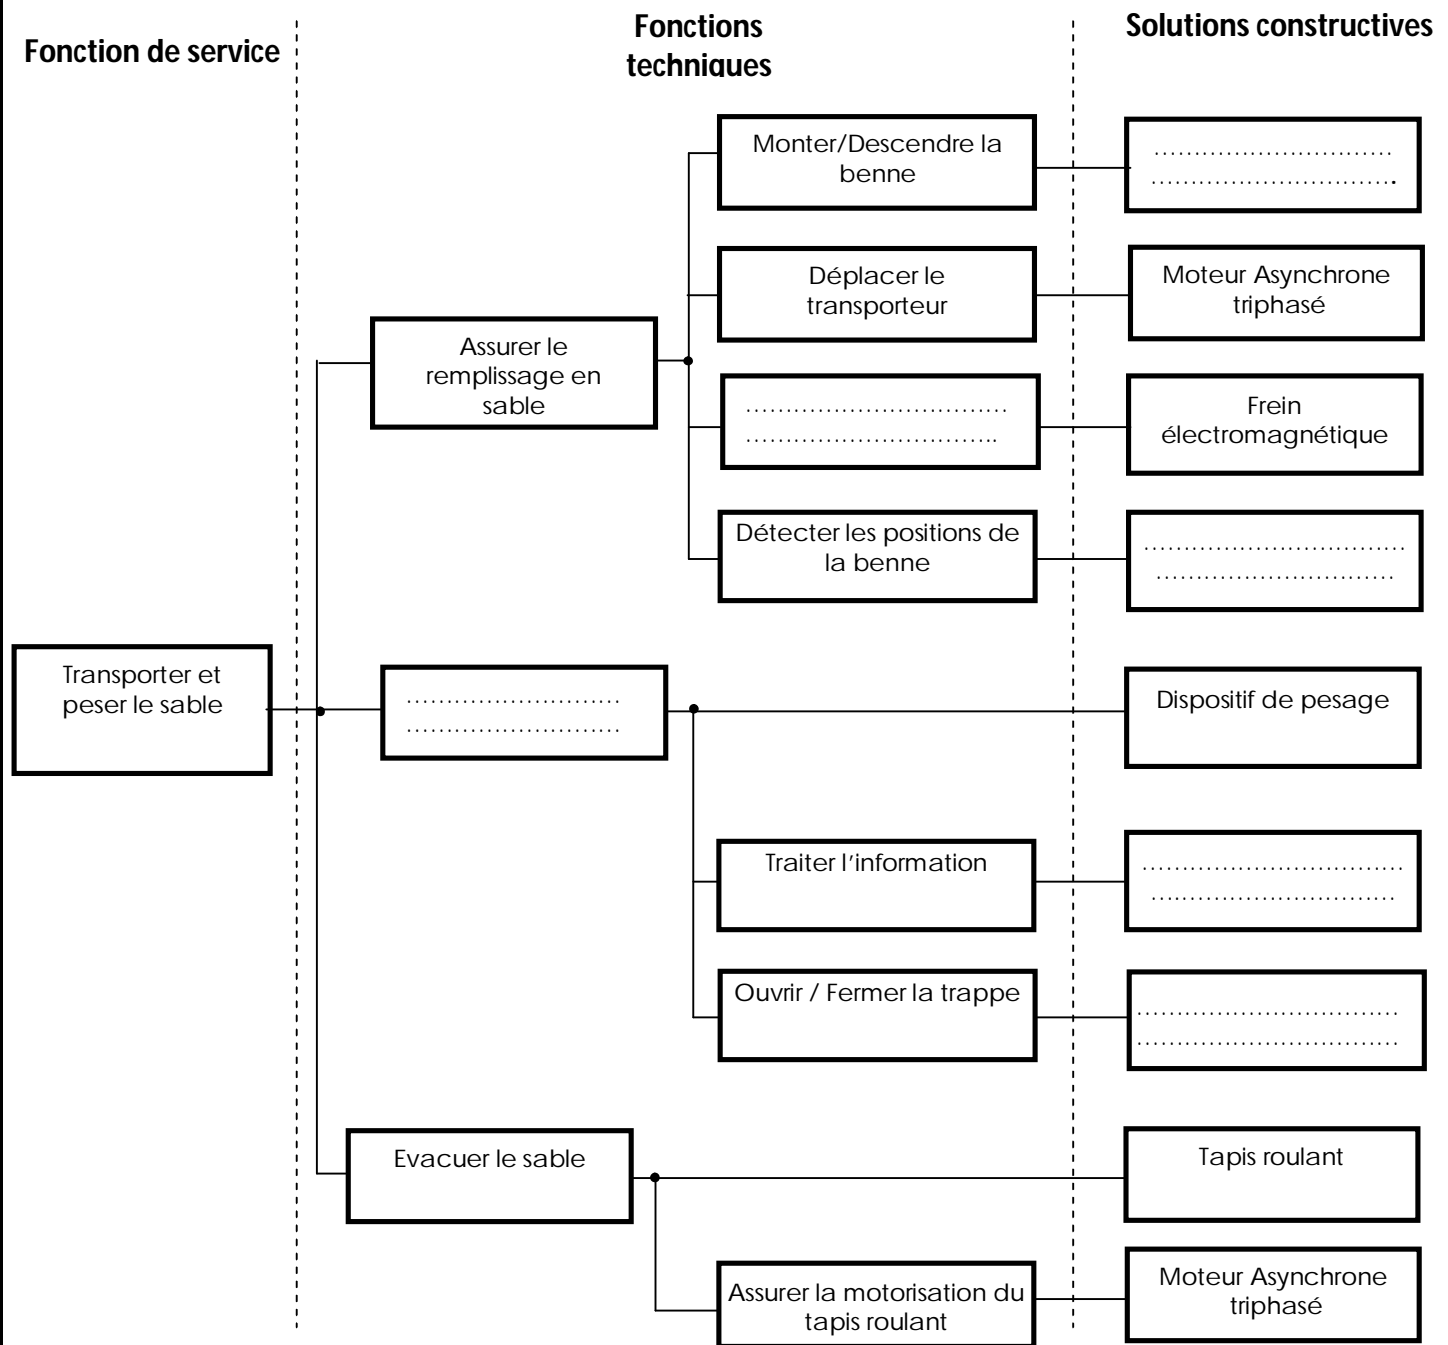 Fonction de service
Fonctions
techniques
Solutions constructives
Monter/Descendre la
benne
.............................
...............................
Déplacer le
transporteur
Moteur Asynchrone
triphasé
Assurer le
remplissage en
sable
.................................
................................
Frein
électromagnétique
Détecter les positions de
la benne
.................................
..............................
Transporter et
peser le sable
...........................
...........................
Dispositif de pesage
Traiter l’information
.................................
...............................
Ouvrir / Fermer la trappe
.................................
.................................
Evacuer le sable
Tapis roulant
Assurer la motorisation du
tapis roulant
Moteur Asynchrone
triphasé